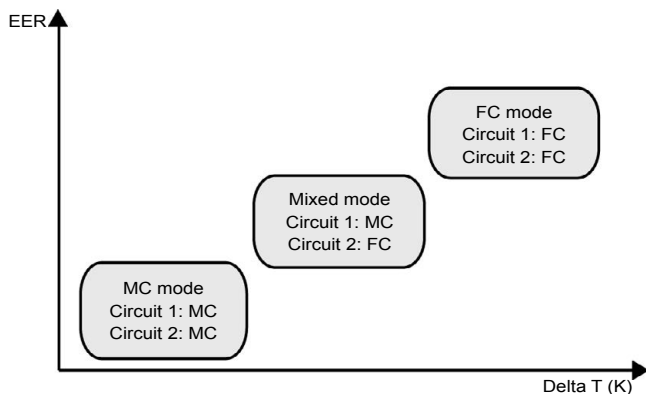 EER
FC mode
Circuit 1: FC
Circuit 2: FC
Mixed mode
Circuit 1: MC
Circuit 2: FC
MC mode
Circuit 1: MC
Circuit 2: MC
Delta T (K)